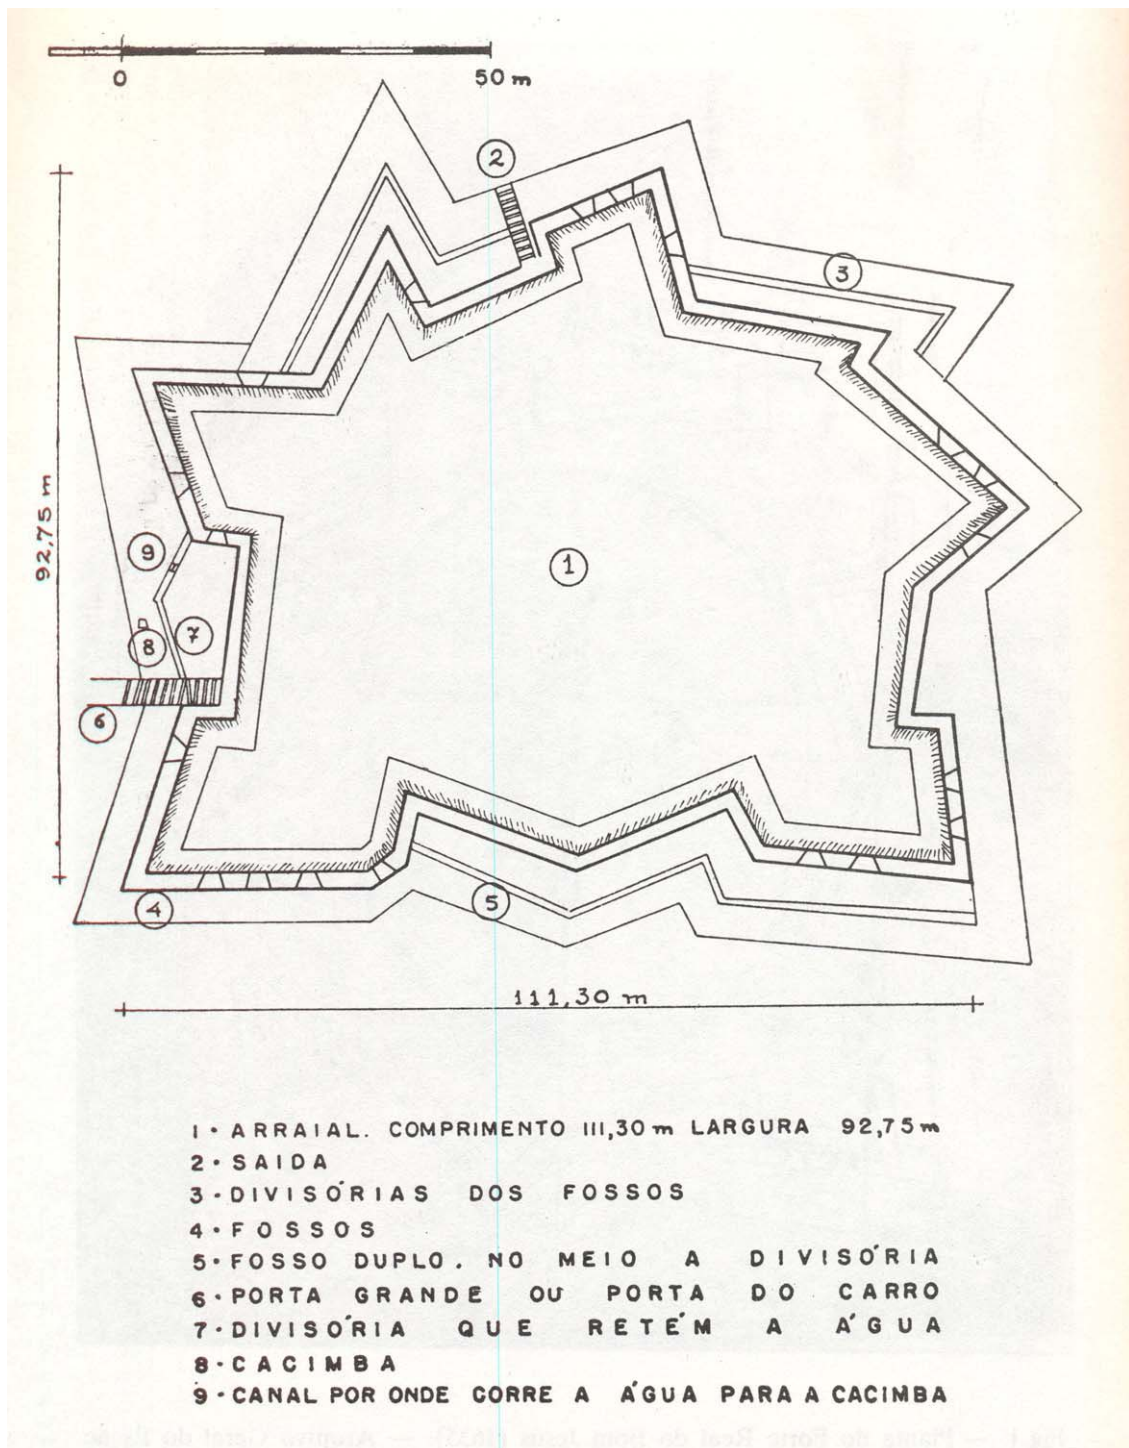 0
50 m
2
3
92,75 m
1
9
7
8
6
4
5
111,30 m
1 · ARRAIAL. COMPRIMENTO 111,30 m LARGURA 92,75 m
2 · SAIDA
3 · DIVISÓRIAS DOS FOSSOS
4 · FOSSOS
5 · FOSSO DUPLO. NO MEIO A DIVISÓRIA
6 · PORTA GRANDE OU PORTA DO CARRO
7 · DIVISÓRIA QUE RETÉM A ÁGUA
8 · CACIMBA
9 · CANAL POR ONDE CORRE A ÁGUA PARA A CACIMBA